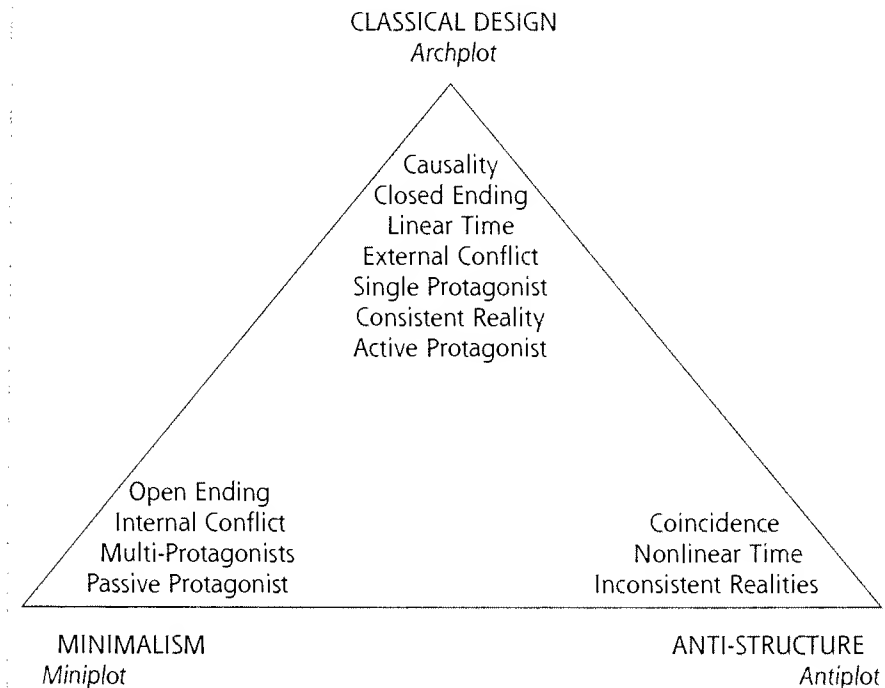 CLASSICAL DESIGN
Archplot
Causality
Closed Ending
Linear Time
External Conflict
Single Protagonist
Consistent Reality
Active Protagonist
Open Ending
Internal Conflict
Multi-Protagonists
Passive Protagonist
Coincidence
Nonlinear Time
Inconsistent Realities
MINIMALISM
Miniplot
ANTI-STRUCTURE
Antiplot